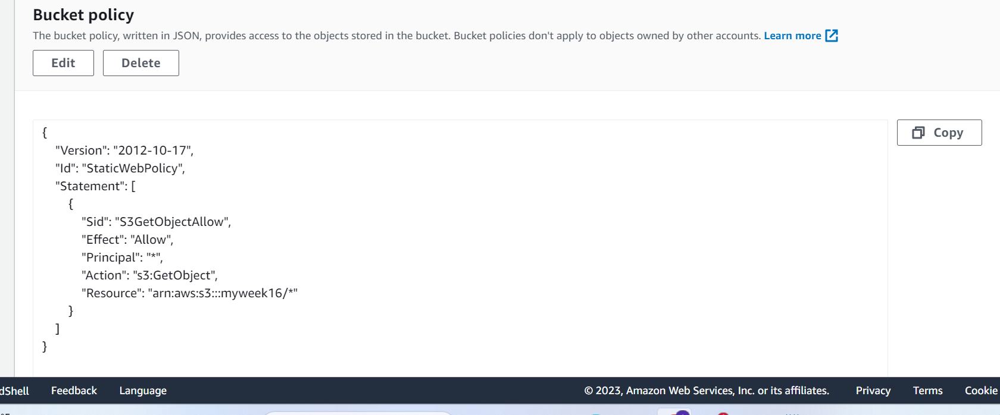 Bucket policy
The bucket policy, written in JSON, provides access to the objects stored in the bucket. Bucket policies don't apply to objects owned by other accounts. Learn more
Edit Delete
Copy
{
"Version": "2012-10-17",
"Id": "StaticWebPolicy",
"Statement": [
{
"Sid": "S3GetObjectAllow",
"Effect": "Allow",
"Principal": "*",
"Action": "s3:GetObject",
"Resource": "arn:aws:s3:::myweek16/*"
}
]
}
dShell Feedback Language © 2023, Amazon Web Services, Inc. or its affiliates. Privacy Terms Cookie